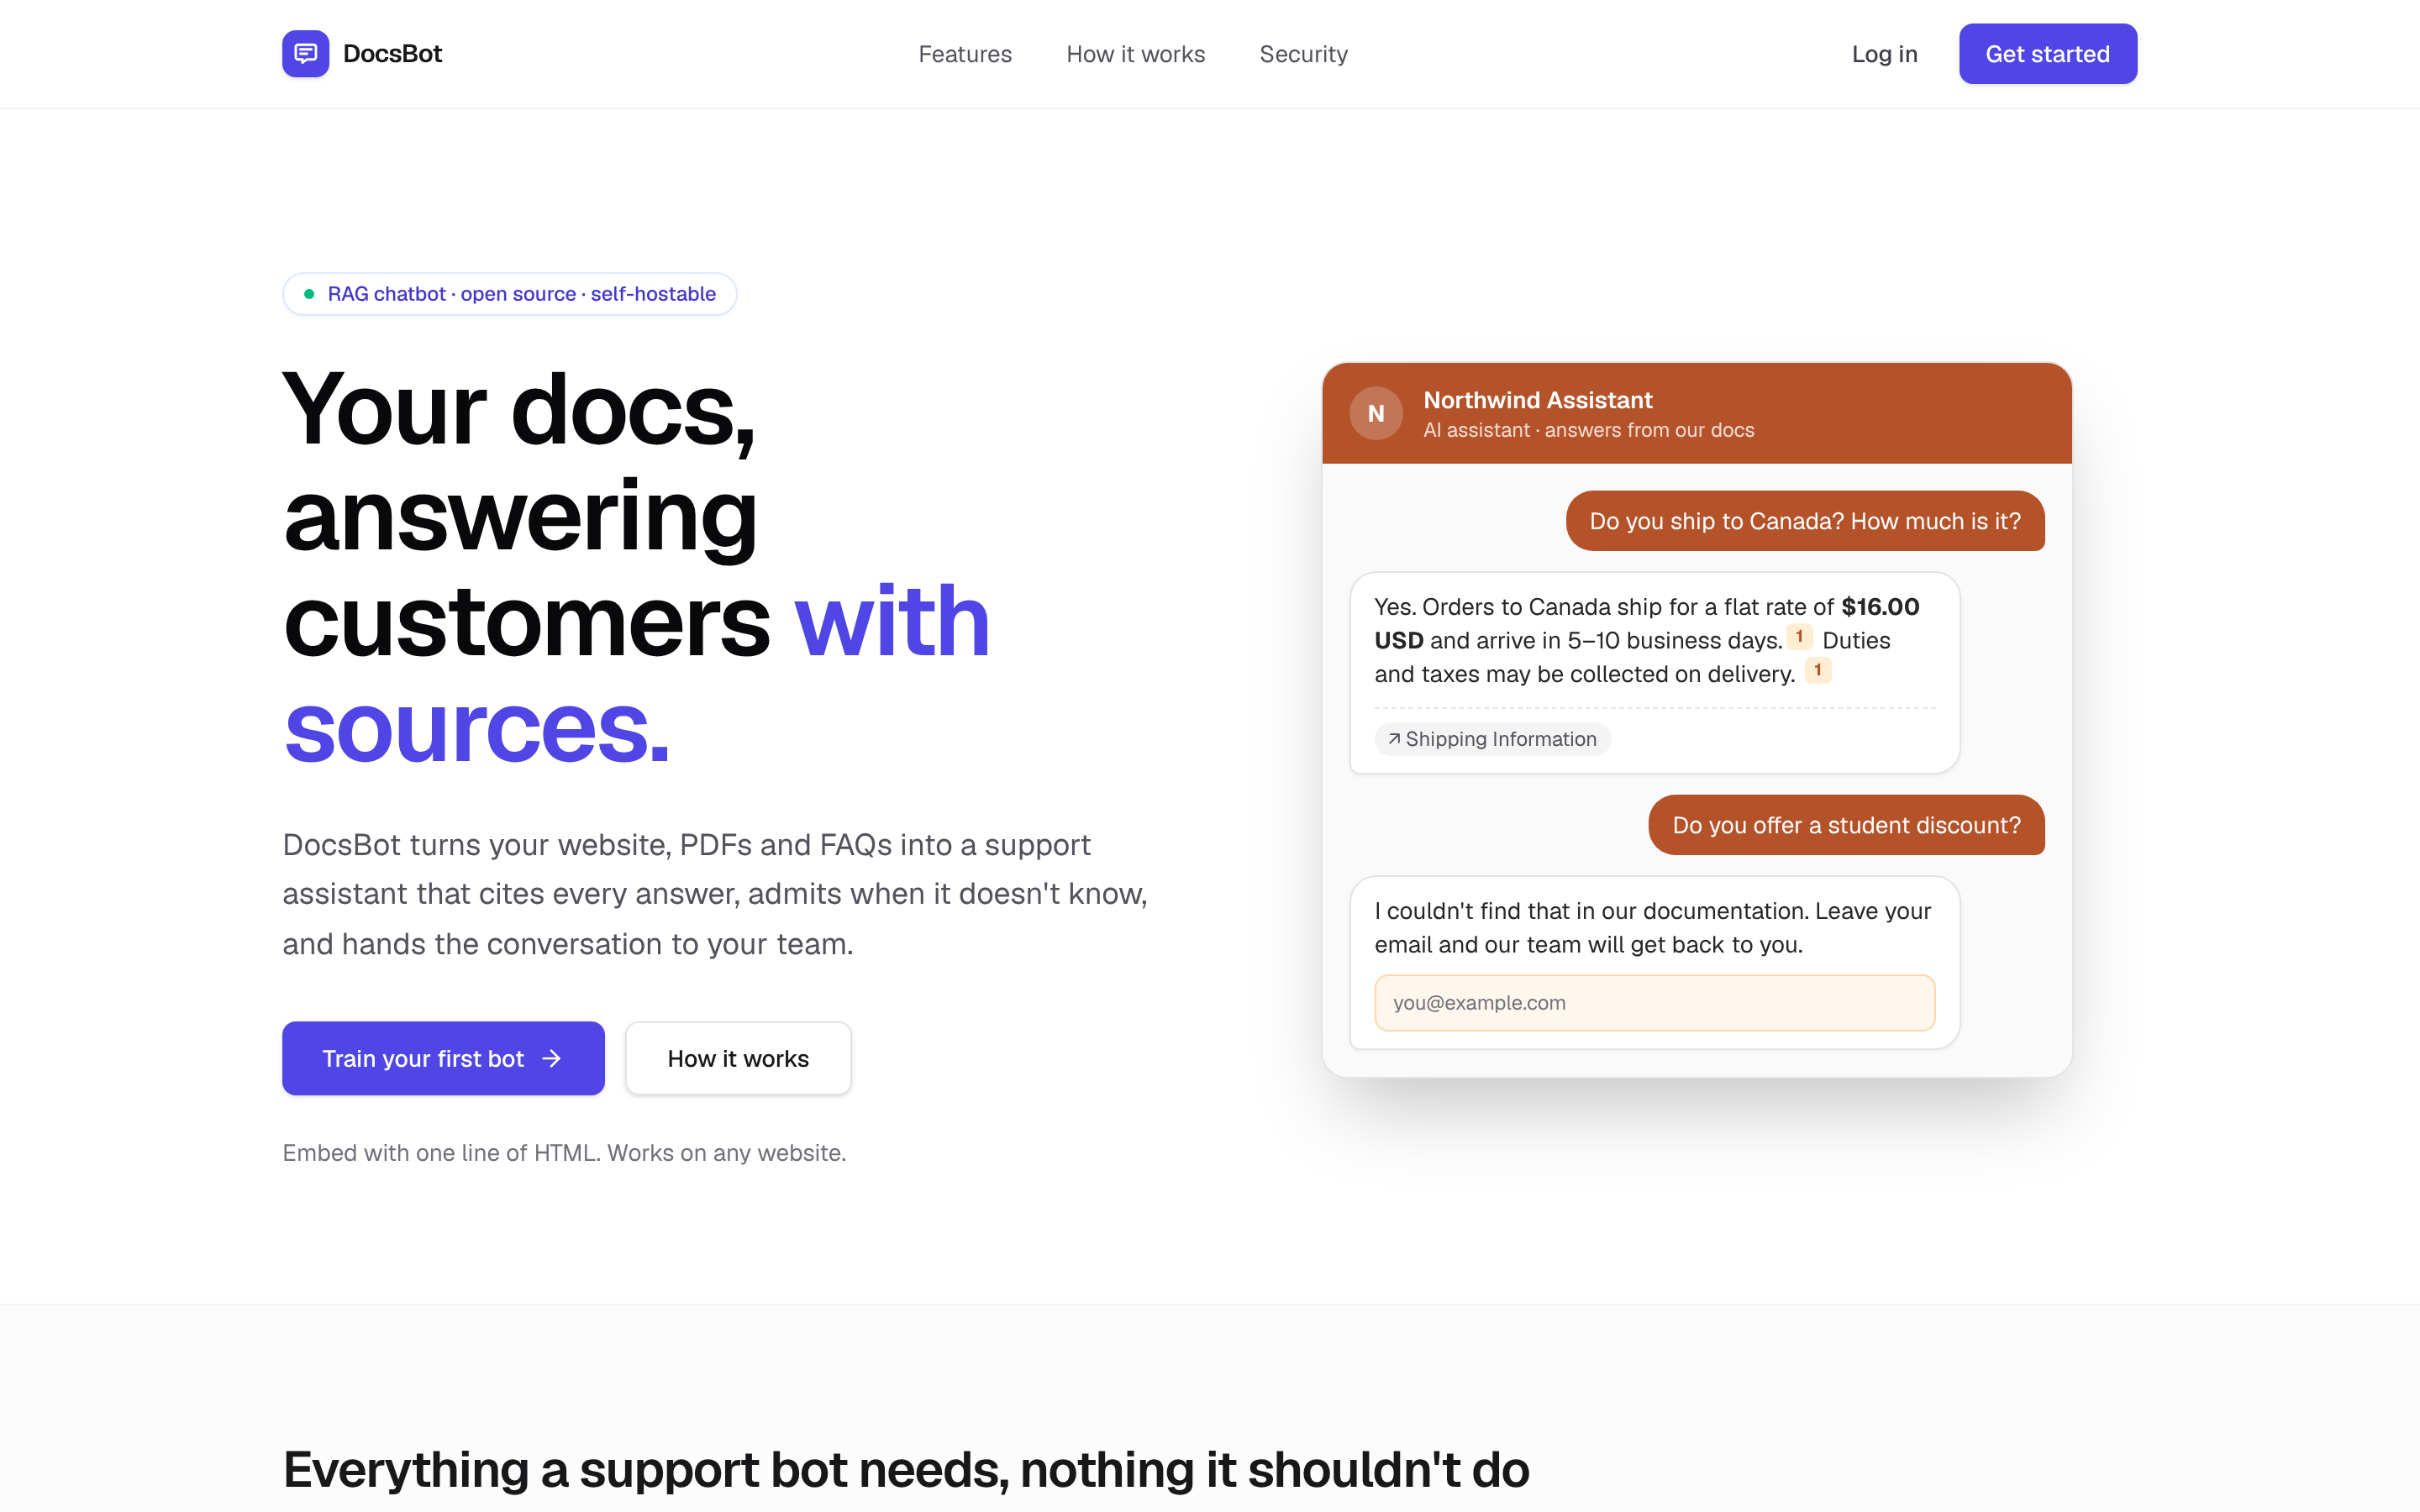 DocsBot
Features
How it works
Security
Log in
Get started
RAG chatbot · open source · self-hostable
Your docs,
answering
customers with
sources.
DocsBot turns your website, PDFs and FAQs into a support
assistant that cites every answer, admits when it doesn't know,
and hands the conversation to your team.
Train your first bot →
How it works
Embed with one line of HTML. Works on any website.
N
Northwind Assistant
AI assistant · answers from our docs
Do you ship to Canada? How much is it?
Yes. Orders to Canada ship for a flat rate of $16.00
USD and arrive in 5–10 business days. 1 Duties
and taxes may be collected on delivery. 1
↗ Shipping Information
Do you offer a student discount?
I couldn't find that in our documentation. Leave your
email and our team will get back to you.
you@example.com
Everything a support bot needs, nothing it shouldn't do